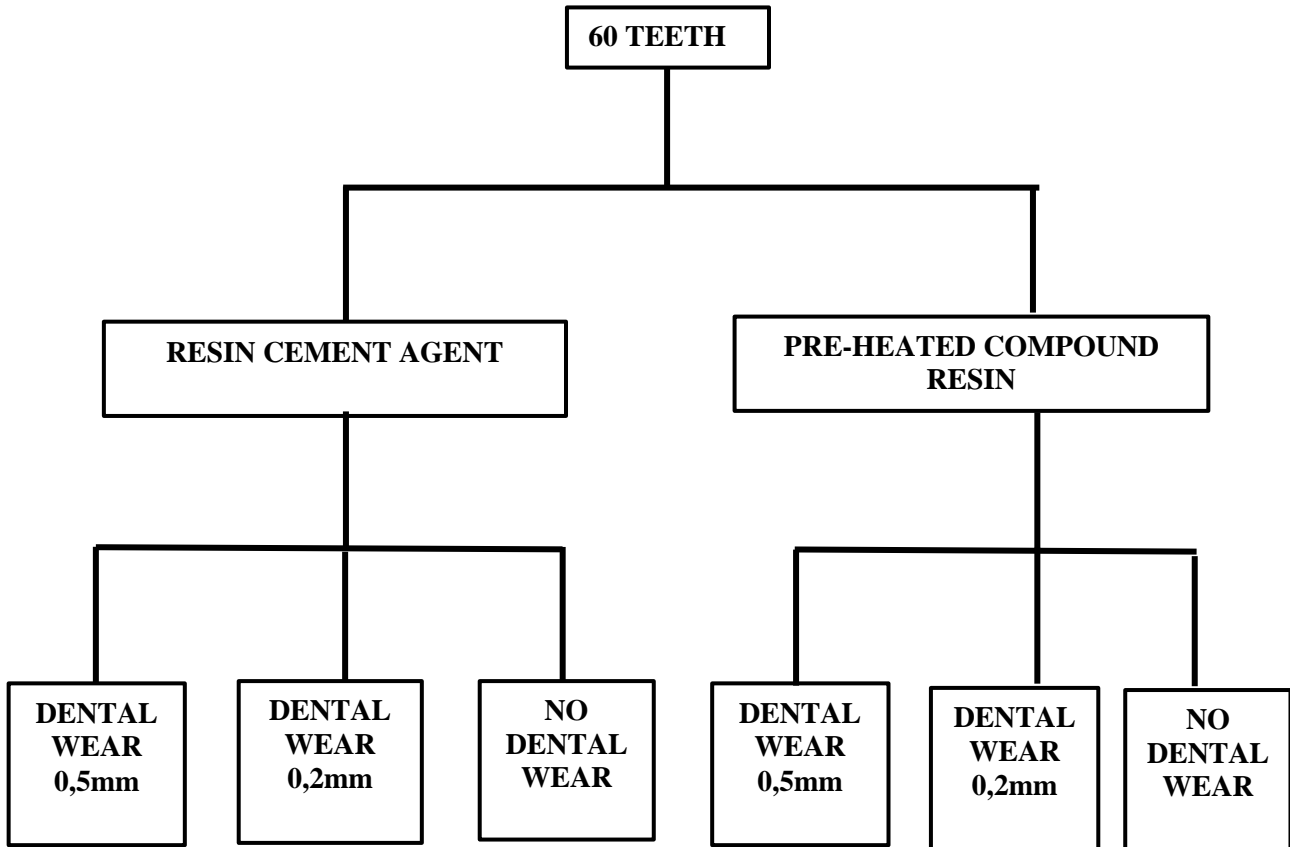 60 TEETH
RESIN CEMENT AGENT
PRE-HEATED COMPOUND
RESIN
DENTAL
WEAR
0,5mm
DENTAL
WEAR
0,2mm
NO
DENTAL
WEAR
DENTAL
WEAR
0,5mm
DENTAL
WEAR
0,2mm
NO
DENTAL
WEAR